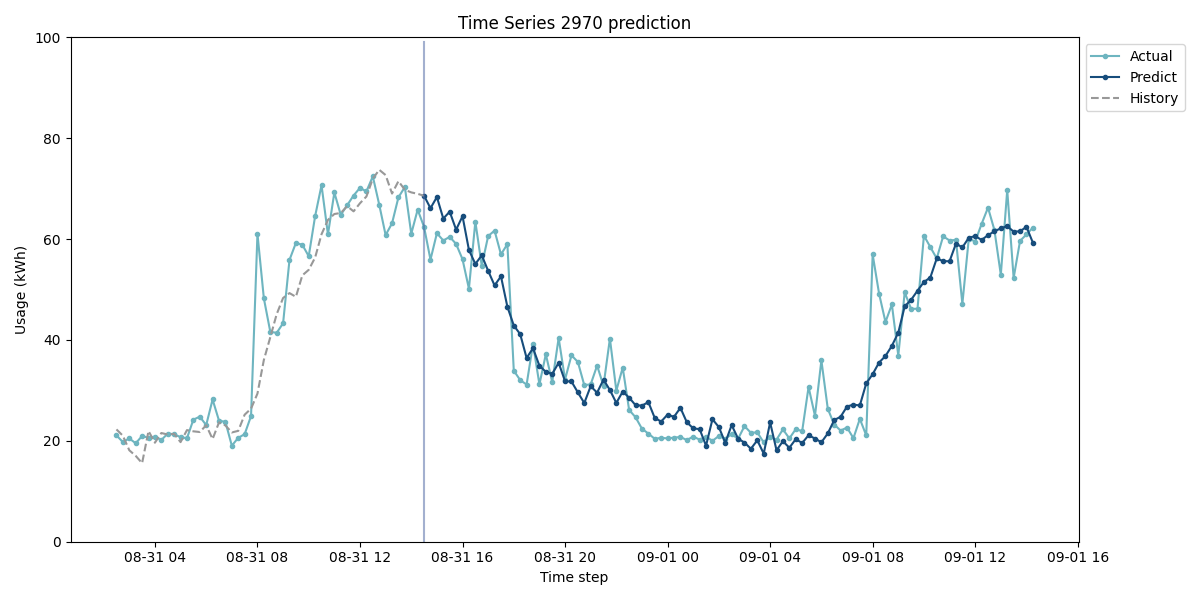 Time Series 2970 prediction
Usage (kWh)
100
80
60
40
20
0
08-31 04
08-31 08
08-31 12
08-31 16
08-31 20
09-01 00
09-01 04
09-01 08
09-01 12
09-01 16
Time step
Actual
Predict
History